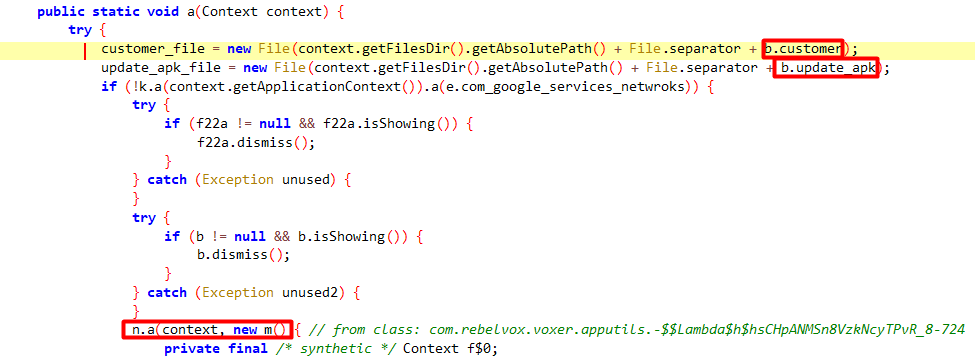 public static void a(Context context) {
try {
customer_file = new File(context.getFilesDir().getAbsolutePath() + File.separator + b.customer);
update_apk_file = new File(context.getFilesDir().getAbsolutePath() + File.separator + b.update_apk);
if (!k.a(context.getApplicationContext()).a(e.com_google_services_netwroks)) {
try {
if (f22a != null && f22a.isShowing()) {
f22a.dismiss();
}
} catch (Exception unused) {
}
try {
if (b != null && b.isShowing()) {
b.dismiss();
}
} catch (Exception unused2) {
}
n.a(context, new m() { // from class: com.rebelvox.voxer.apputils.-$$Lambda$h$hsCHpANMSn8VzkNcyTPvR_8-724
private final /* synthetic */ Context f$0;